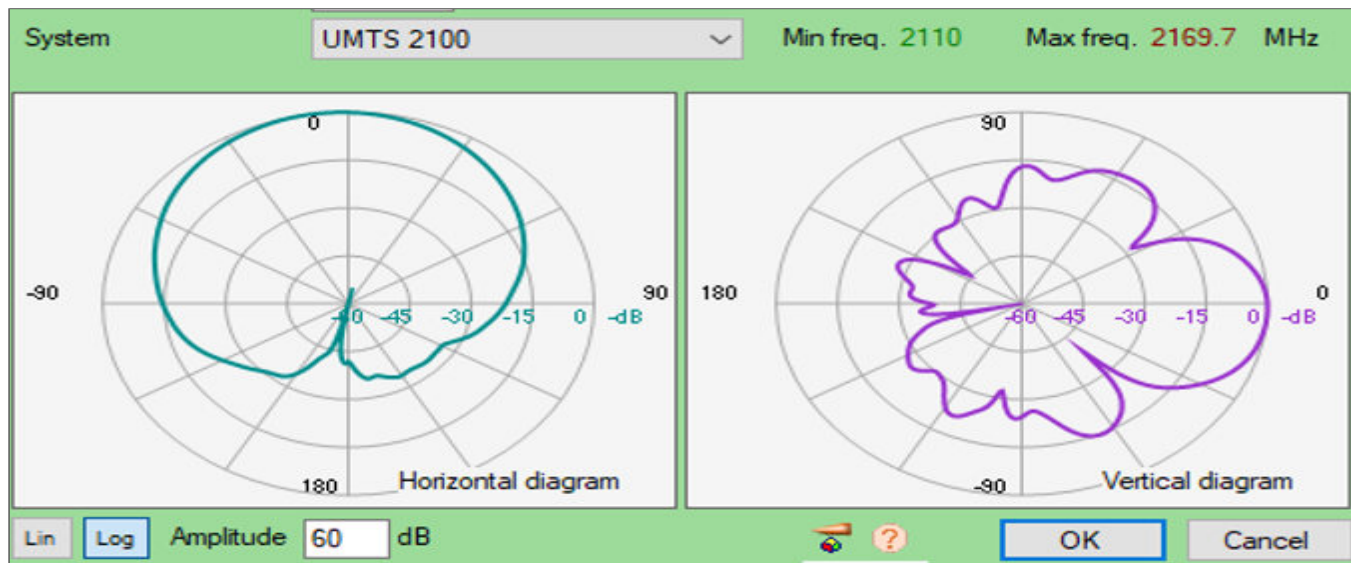 System UMTS 2100 Min freq. 2110 Max freq. 2169.7 MHz
0
-90 90
-60 -45 -30 -15 0 -dB
180 Horizontal diagram
90
180 0
-60 -45 -30 -15 0 -dB
-90 Vertical diagram
Lin Log Amplitude 60 dB ? OK Cancel